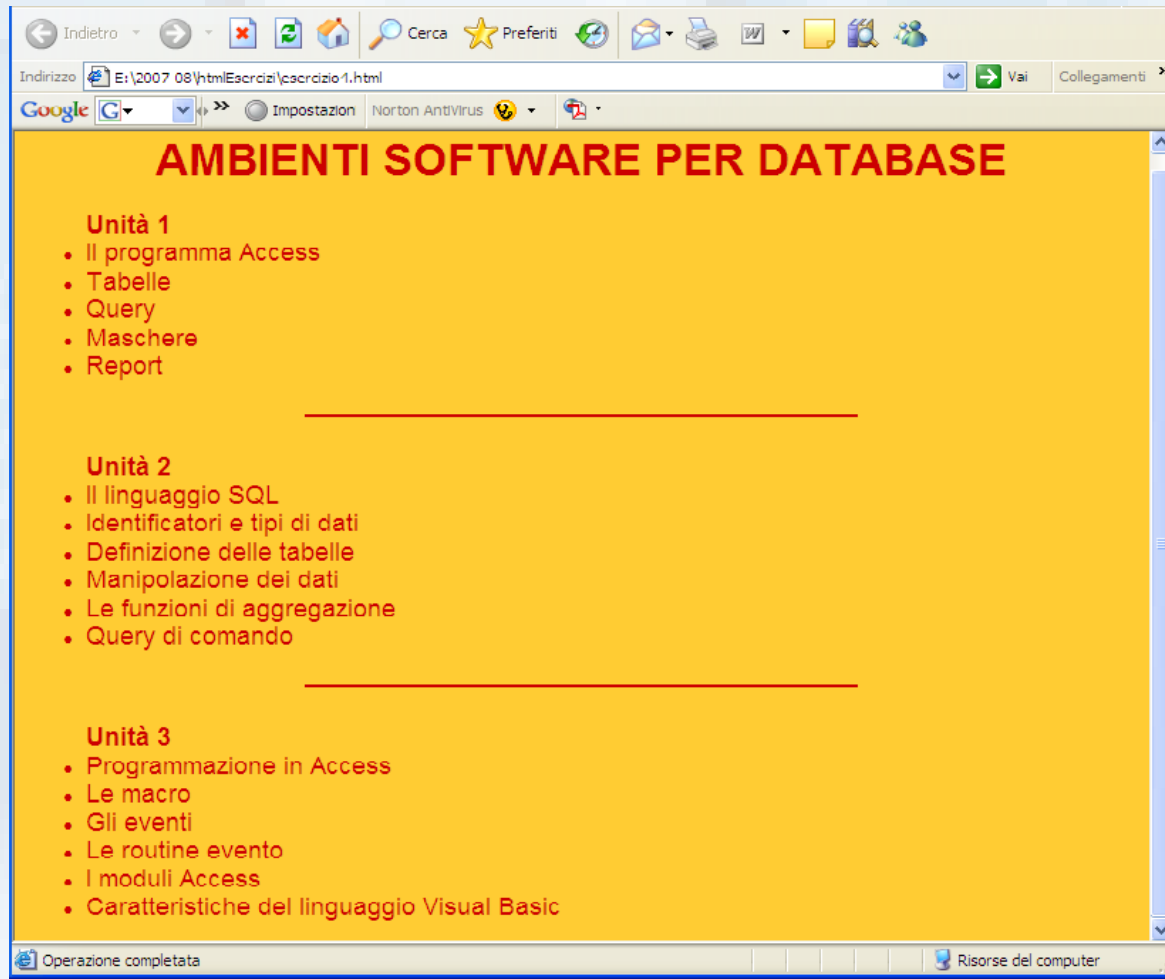 Indietro Cerca Preferiti
Indirizzo E:\2007 08\htmlEsercizi\esercizio4.html Vai Collegamenti »
Google G Impostazion Norton AntiVirus
AMBIENTI SOFTWARE PER DATABASE
Unità 1
• Il programma Access
• Tabelle
• Query
• Maschere
• Report
Unità 2
• Il linguaggio SQL
• Identificatori e tipi di dati
• Definizione delle tabelle
• Manipolazione dei dati
• Le funzioni di aggregazione
• Query di comando
Unità 3
• Programmazione in Access
• Le macro
• Gli eventi
• Le routine evento
• I moduli Access
• Caratteristiche del linguaggio Visual Basic
Operazione completata Risorse del computer